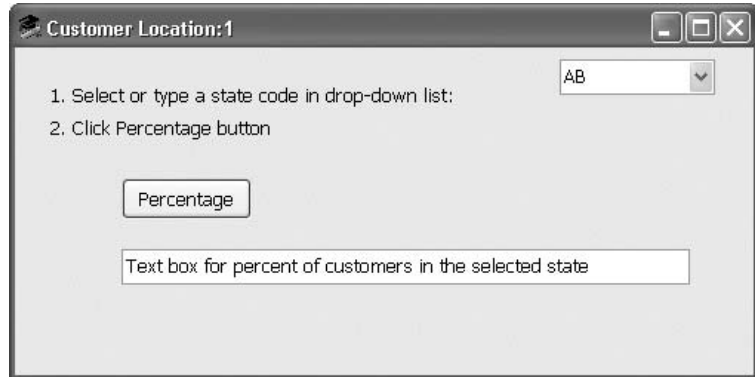 Customer Location:1
AB
1. Select or type a state code in drop-down list:
2. Click Percentage button
Percentage
Text box for percent of customers in the selected state